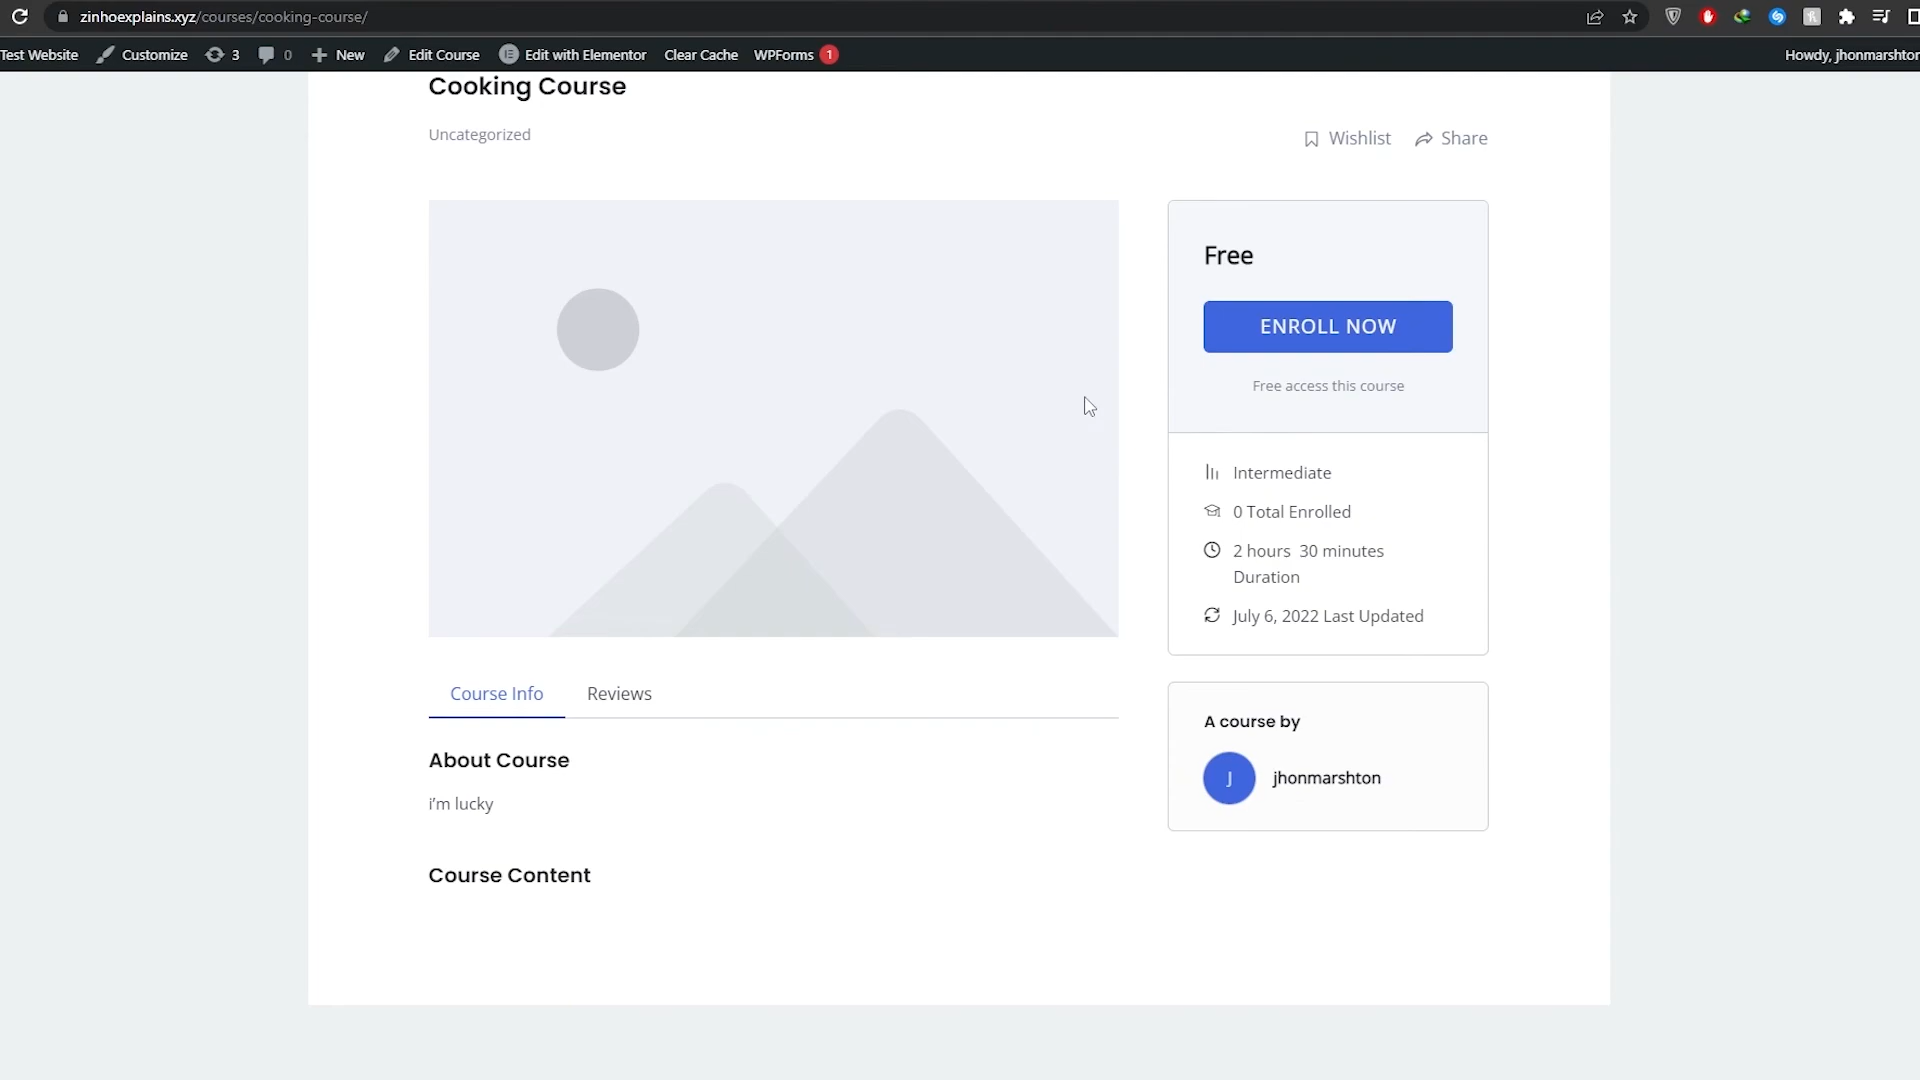 zinhoexplains.xyz/courses/cooking-course/
Test Website Customize 3 0 New Edit Course Edit with Elementor Clear Cache WPForms 1 Howdy, jhonmarshton
Cooking Course
Uncategorized
Wishlist Share
Free
ENROLL NOW
Free access this course
Intermediate
0 Total Enrolled
2 hours 30 minutes
Duration
July 6, 2022 Last Updated
Course Info Reviews
A course by
J jhonmarshton
About Course
i'm lucky
Course Content